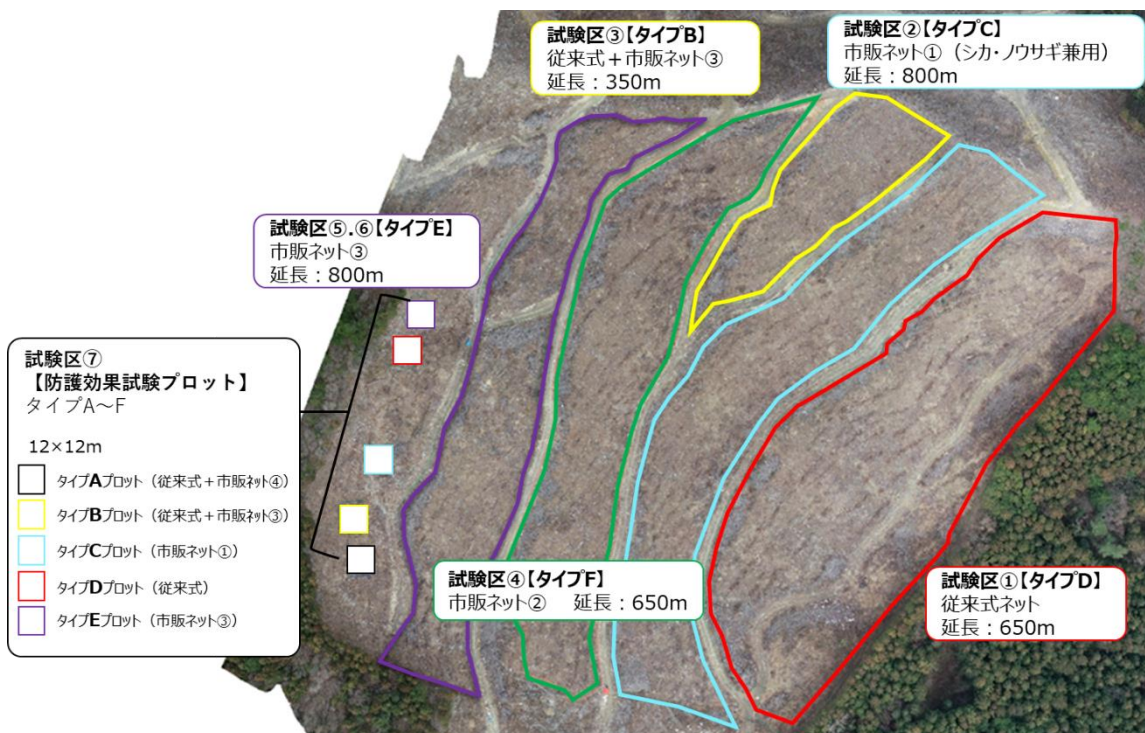 試験区③【タイプB】
従来式+市販ネット③
延長：350m
試験区②【タイプC】
市販ネット①（シカ・ノウサギ兼用）
延長：800m
試験区⑤.⑥【タイプE】
市販ネット③
延長：800m
試験区⑦
【防護効果試験プロット】
タイプA～F
12×12m
タイプAプロット（従来式+市販ネット④）
タイプBプロット（従来式+市販ネット③）
タイプCプロット（市販ネット①）
タイプDプロット（従来式）
タイプEプロット（市販ネット③）
試験区④【タイプF】
市販ネット② 延長：650m
試験区①【タイプD】
従来式ネット
延長：650m